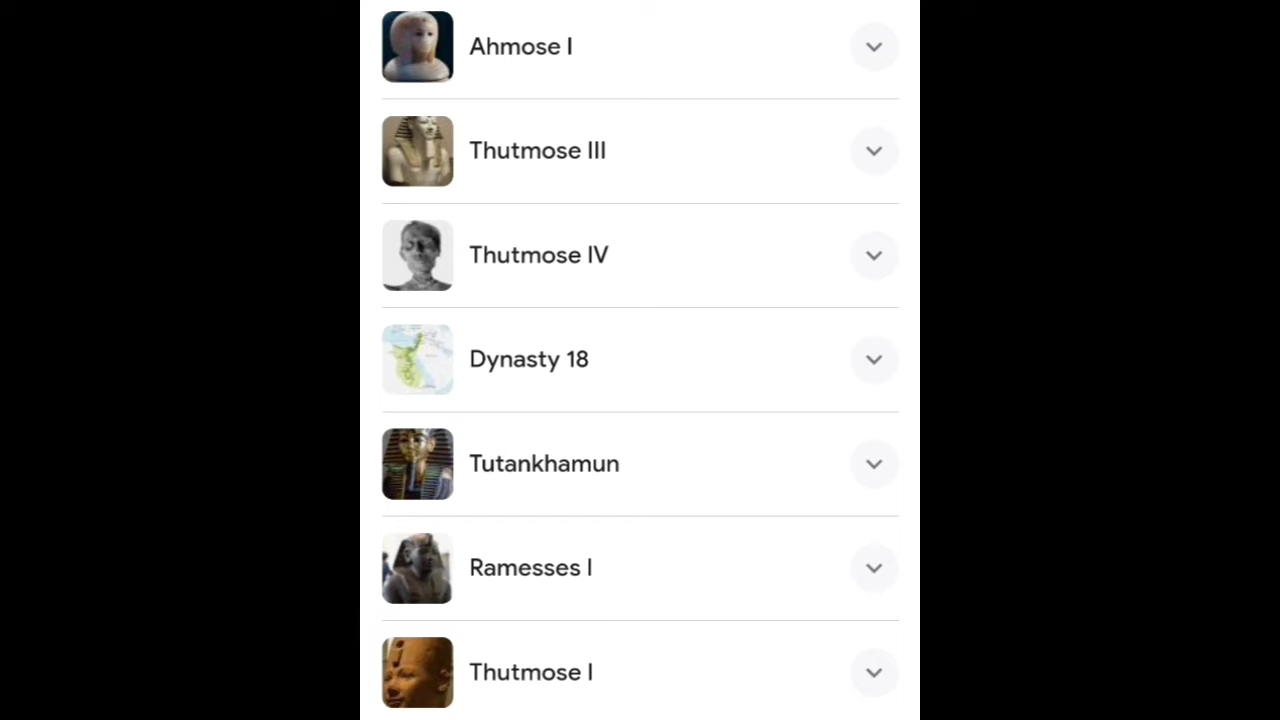 Ahmose I
Thutmose III
Thutmose IV
Dynasty 18
Tutankhamun
Ramesses I
Thutmose I